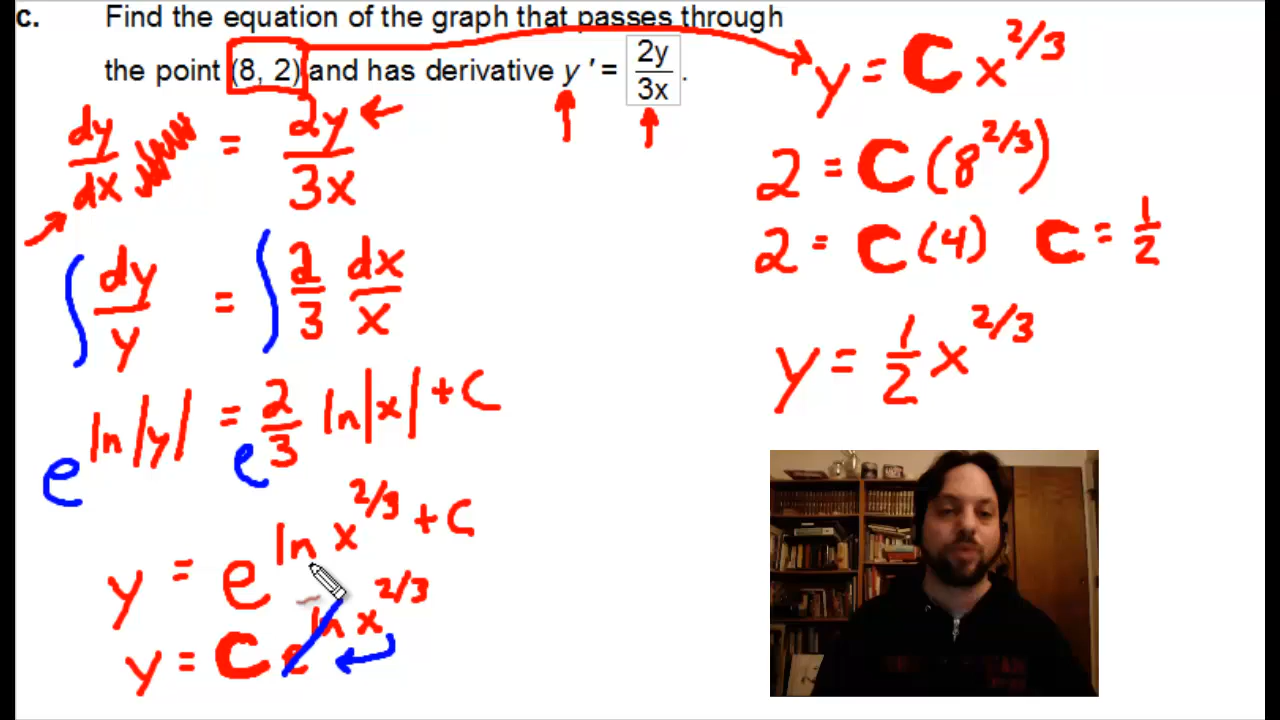 c. Find the equation of the graph that passes through
the point (8, 2) and has derivative y ′ = 2y/3x .
dy/dx = 2y/3x
∫ dy/y = ∫ 2/3 dx/x
e^ln|y| = e^2/3 ln|x| + C
y = e^ln x^2/3 + C
y = C e^ln x^2/3
y = C x^2/3
2 = C (8^2/3)
2 = C (4) C = 1/2
y = 1/2 x^2/3